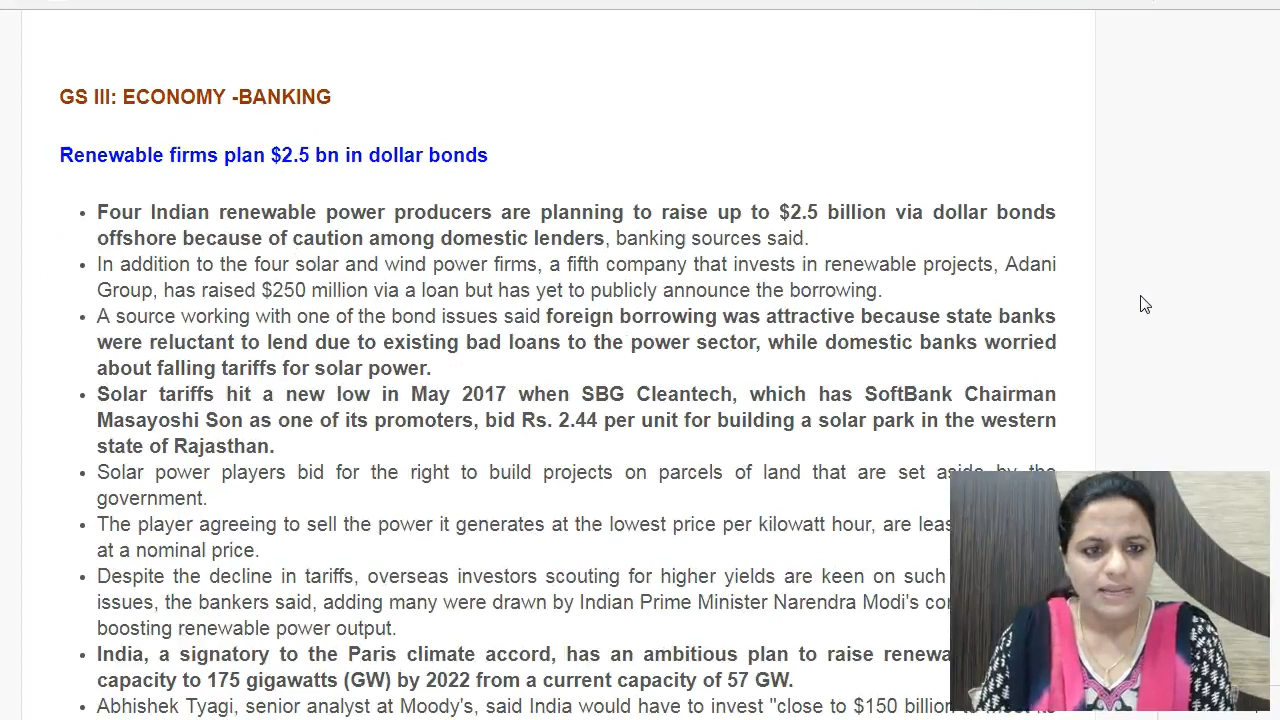 GS III: ECONOMY -BANKING
Renewable firms plan $2.5 bn in dollar bonds
• Four Indian renewable power producers are planning to raise up to $2.5 billion via dollar bonds
offshore because of caution among domestic lenders, banking sources said.
• In addition to the four solar and wind power firms, a fifth company that invests in renewable projects, Adani
Group, has raised $250 million via a loan but has yet to publicly announce the borrowing.
• A source working with one of the bond issues said foreign borrowing was attractive because state banks
were reluctant to lend due to existing bad loans to the power sector, while domestic banks worried
about falling tariffs for solar power.
• Solar tariffs hit a new low in May 2017 when SBG Cleantech, which has SoftBank Chairman
Masayoshi Son as one of its promoters, bid Rs. 2.44 per unit for building a solar park in the western
state of Rajasthan.
• Solar power players bid for the right to build projects on parcels of land that are set aside by the
government.
• The player agreeing to sell the power it generates at the lowest price per kilowatt hour, are
at a nominal price.
• Despite the decline in tariffs, overseas investors scouting for higher yields are keen on such
issues, the bankers said, adding many were drawn by Indian Prime Minister Narendra Modi's
boosting renewable power output.
• India, a signatory to the Paris climate accord, has an ambitious plan to raise
capacity to 175 gigawatts (GW) by 2022 from a current capacity of 57 GW.
• Abhishek Tyagi, senior analyst at Moody's, said India would have to invest "close to $150 billion